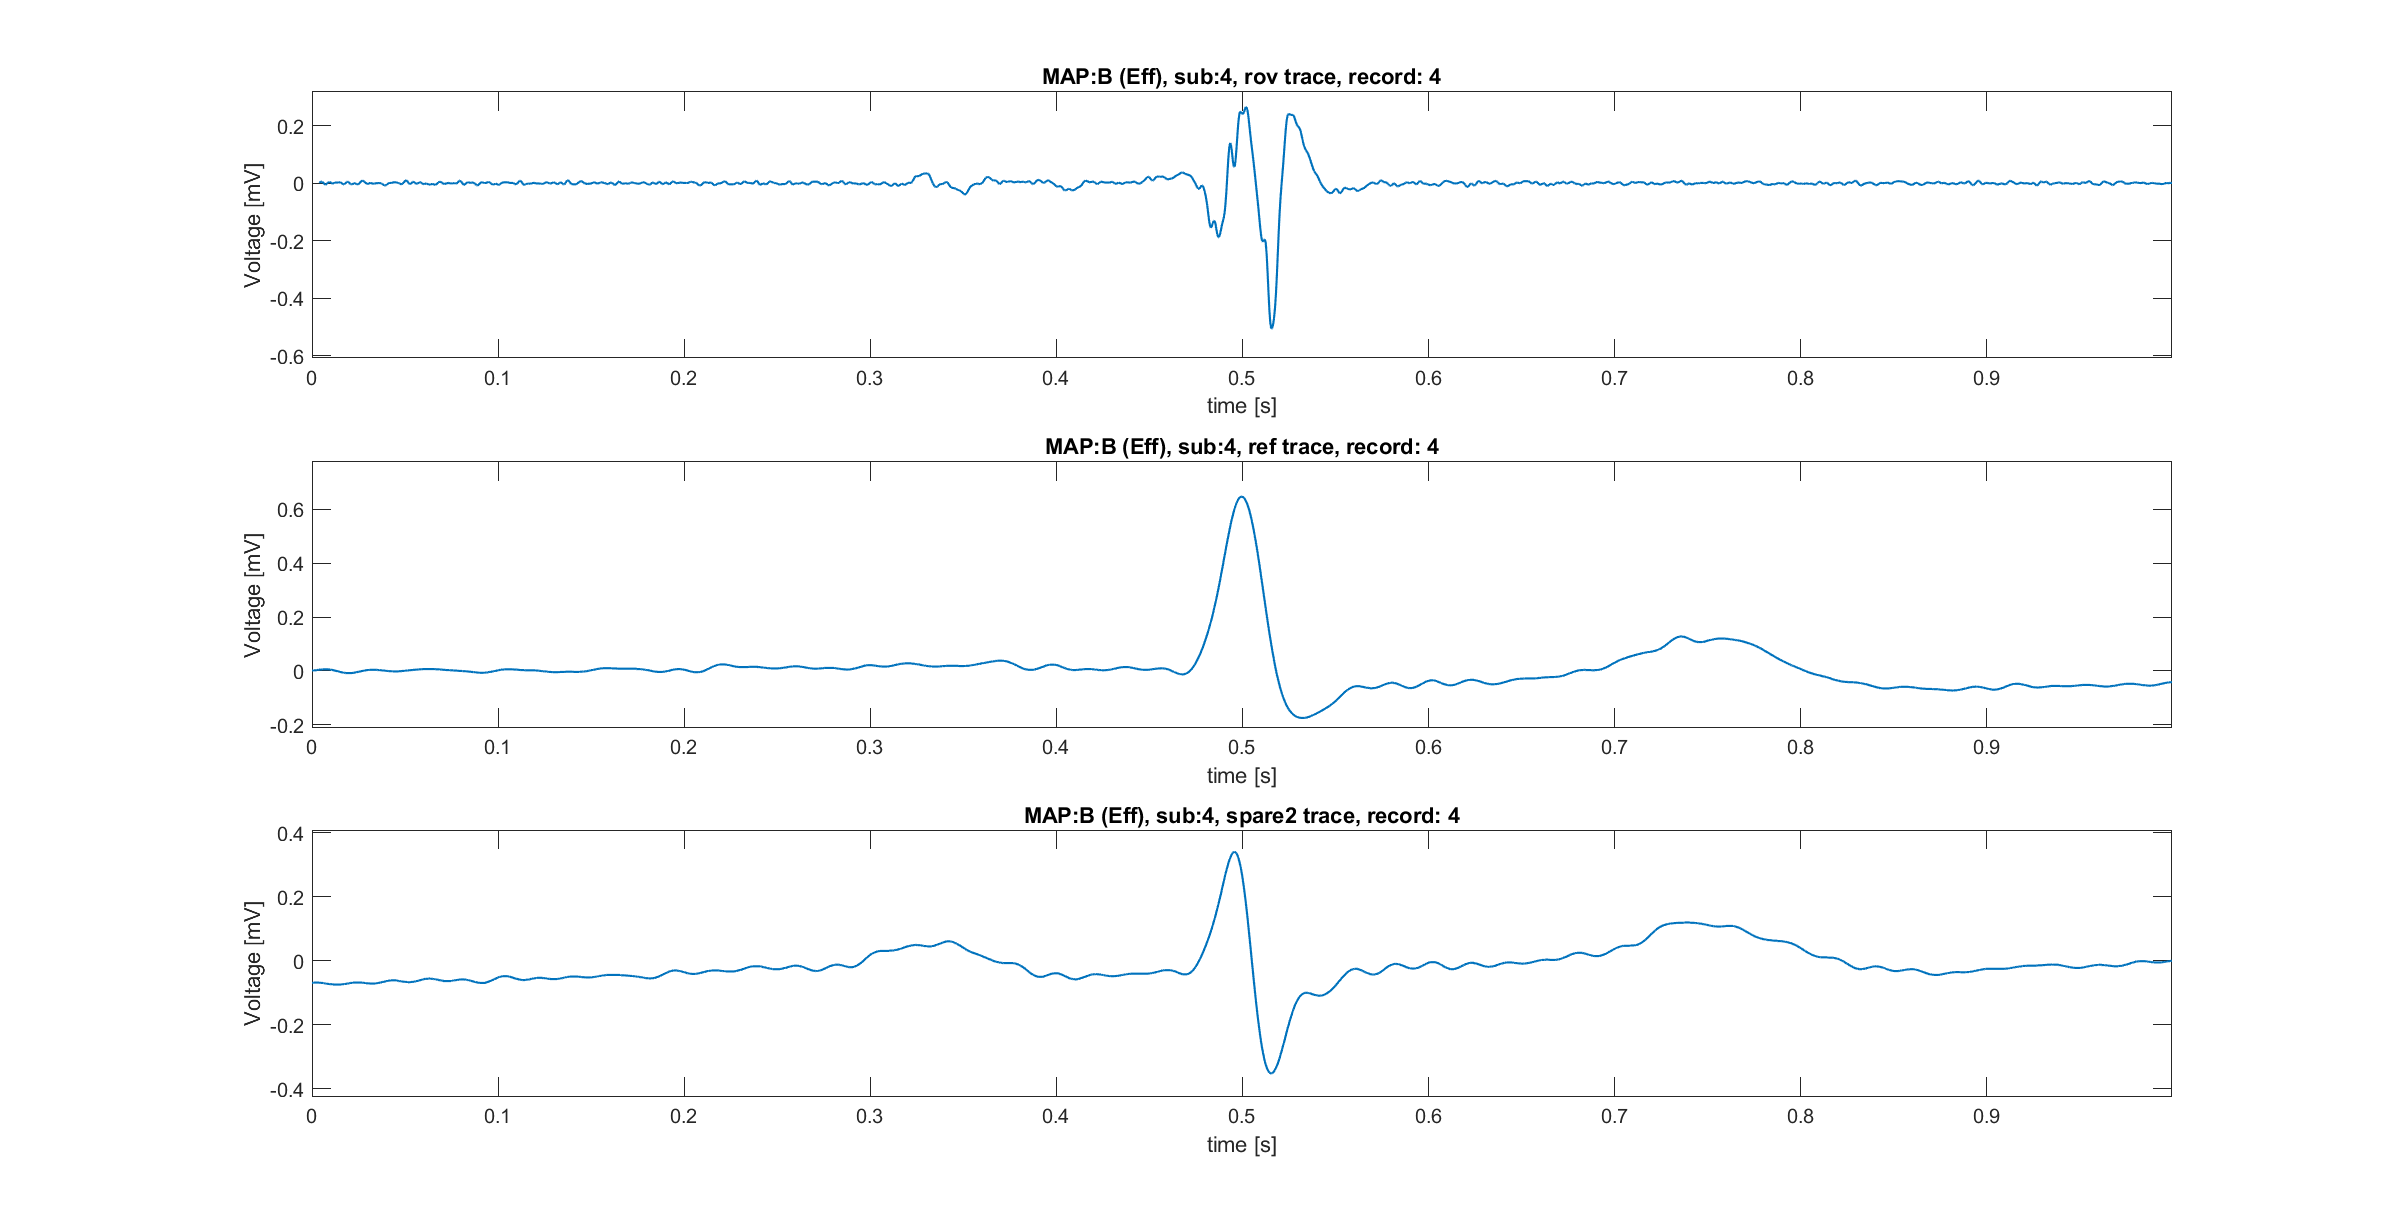 MAP:B (Eff), sub:4, rov trace, record: 4
0.2
0
-0.2
-0.4
-0.6
Voltage [mV]
0 0.1 0.2 0.3 0.4 0.5 0.6 0.7 0.8 0.9
time [s]
MAP:B (Eff), sub:4, ref trace, record: 4
0.6
0.4
0.2
0
-0.2
Voltage [mV]
0 0.1 0.2 0.3 0.4 0.5 0.6 0.7 0.8 0.9
time [s]
MAP:B (Eff), sub:4, spare2 trace, record: 4
0.4
0.2
0
-0.2
-0.4
Voltage [mV]
0 0.1 0.2 0.3 0.4 0.5 0.6 0.7 0.8 0.9
time [s]